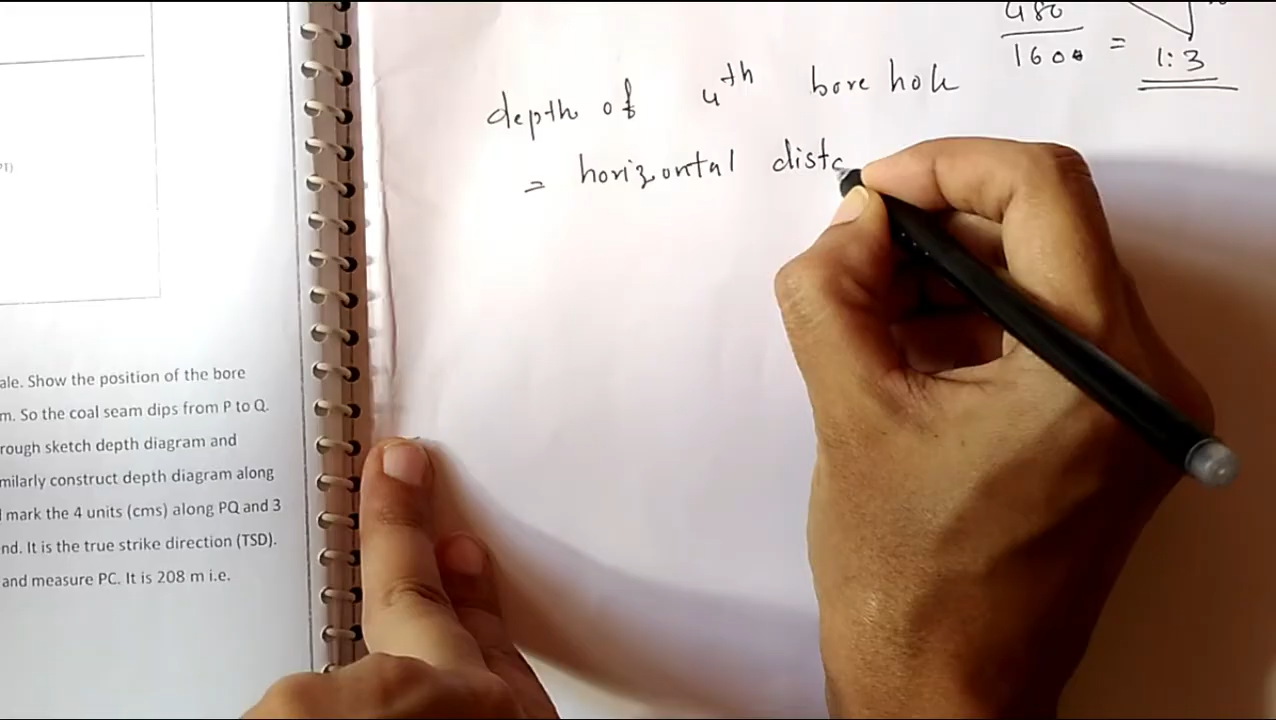 480
1600 = 1:3
depth of 4th bore hole
= horizontal dista
ale. Show the position of the bore
m. So the coal seam dips from P to Q.
rough sketch depth diagram and
milarly construct depth diagram along
mark the 4 units (cms) along PQ and 3
nd. It is the true strike direction (TSD).
and measure PC. It is 208 m i.e.